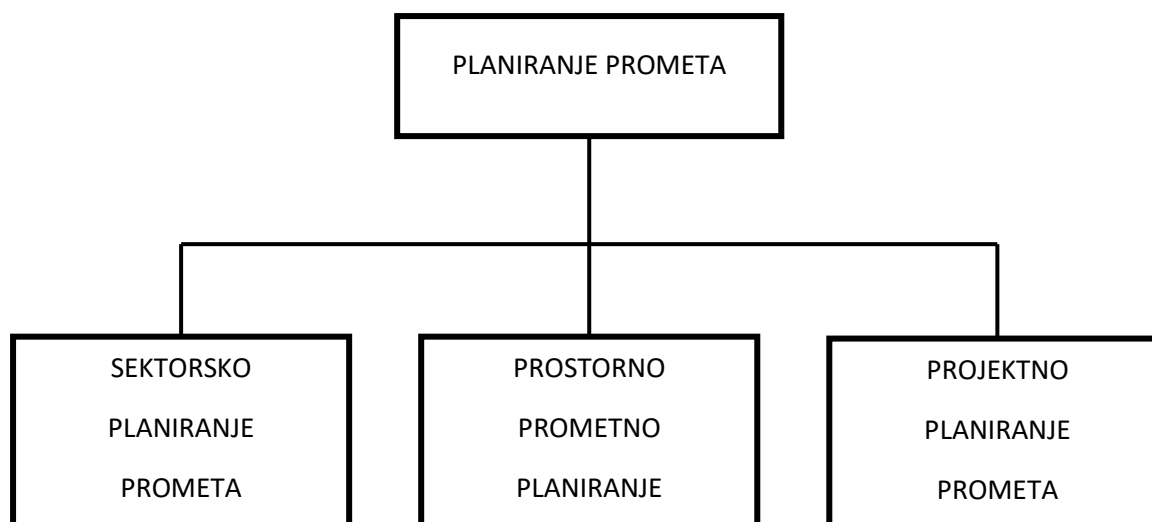 PLANIRANJE PROMETA
SEKTORSKO
PLANIRANJE
PROMETA
PROSTORNO
PROMETNO
PLANIRANJE
PROJEKTNO
PLANIRANJE
PROMETA